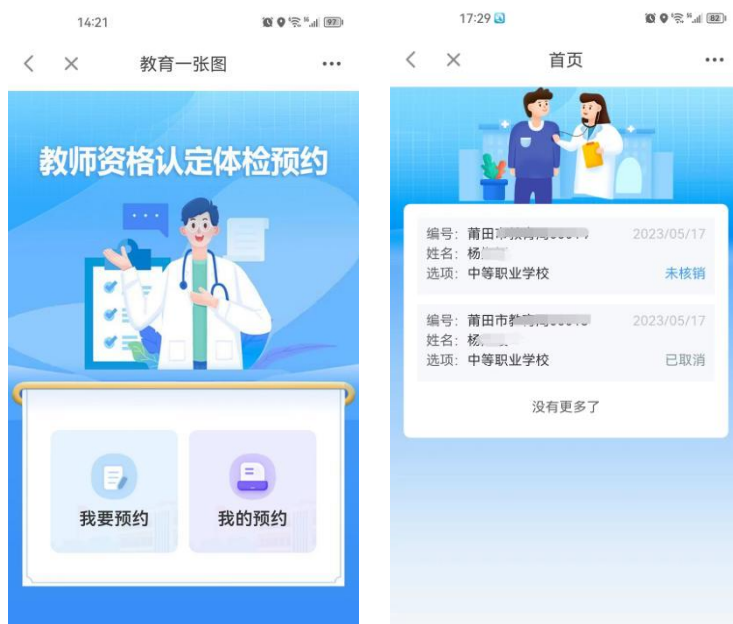 14:21
97
教育一张图
教师资格认定体检预约
我要预约
我的预约
17:29
82
首页
编号: 莆田 2023/05/17
姓名: 杨
选项: 中等职业学校 未核销
编号: 莆田市 2023/05/17
姓名: 杨
选项: 中等职业学校 已取消
没有更多了